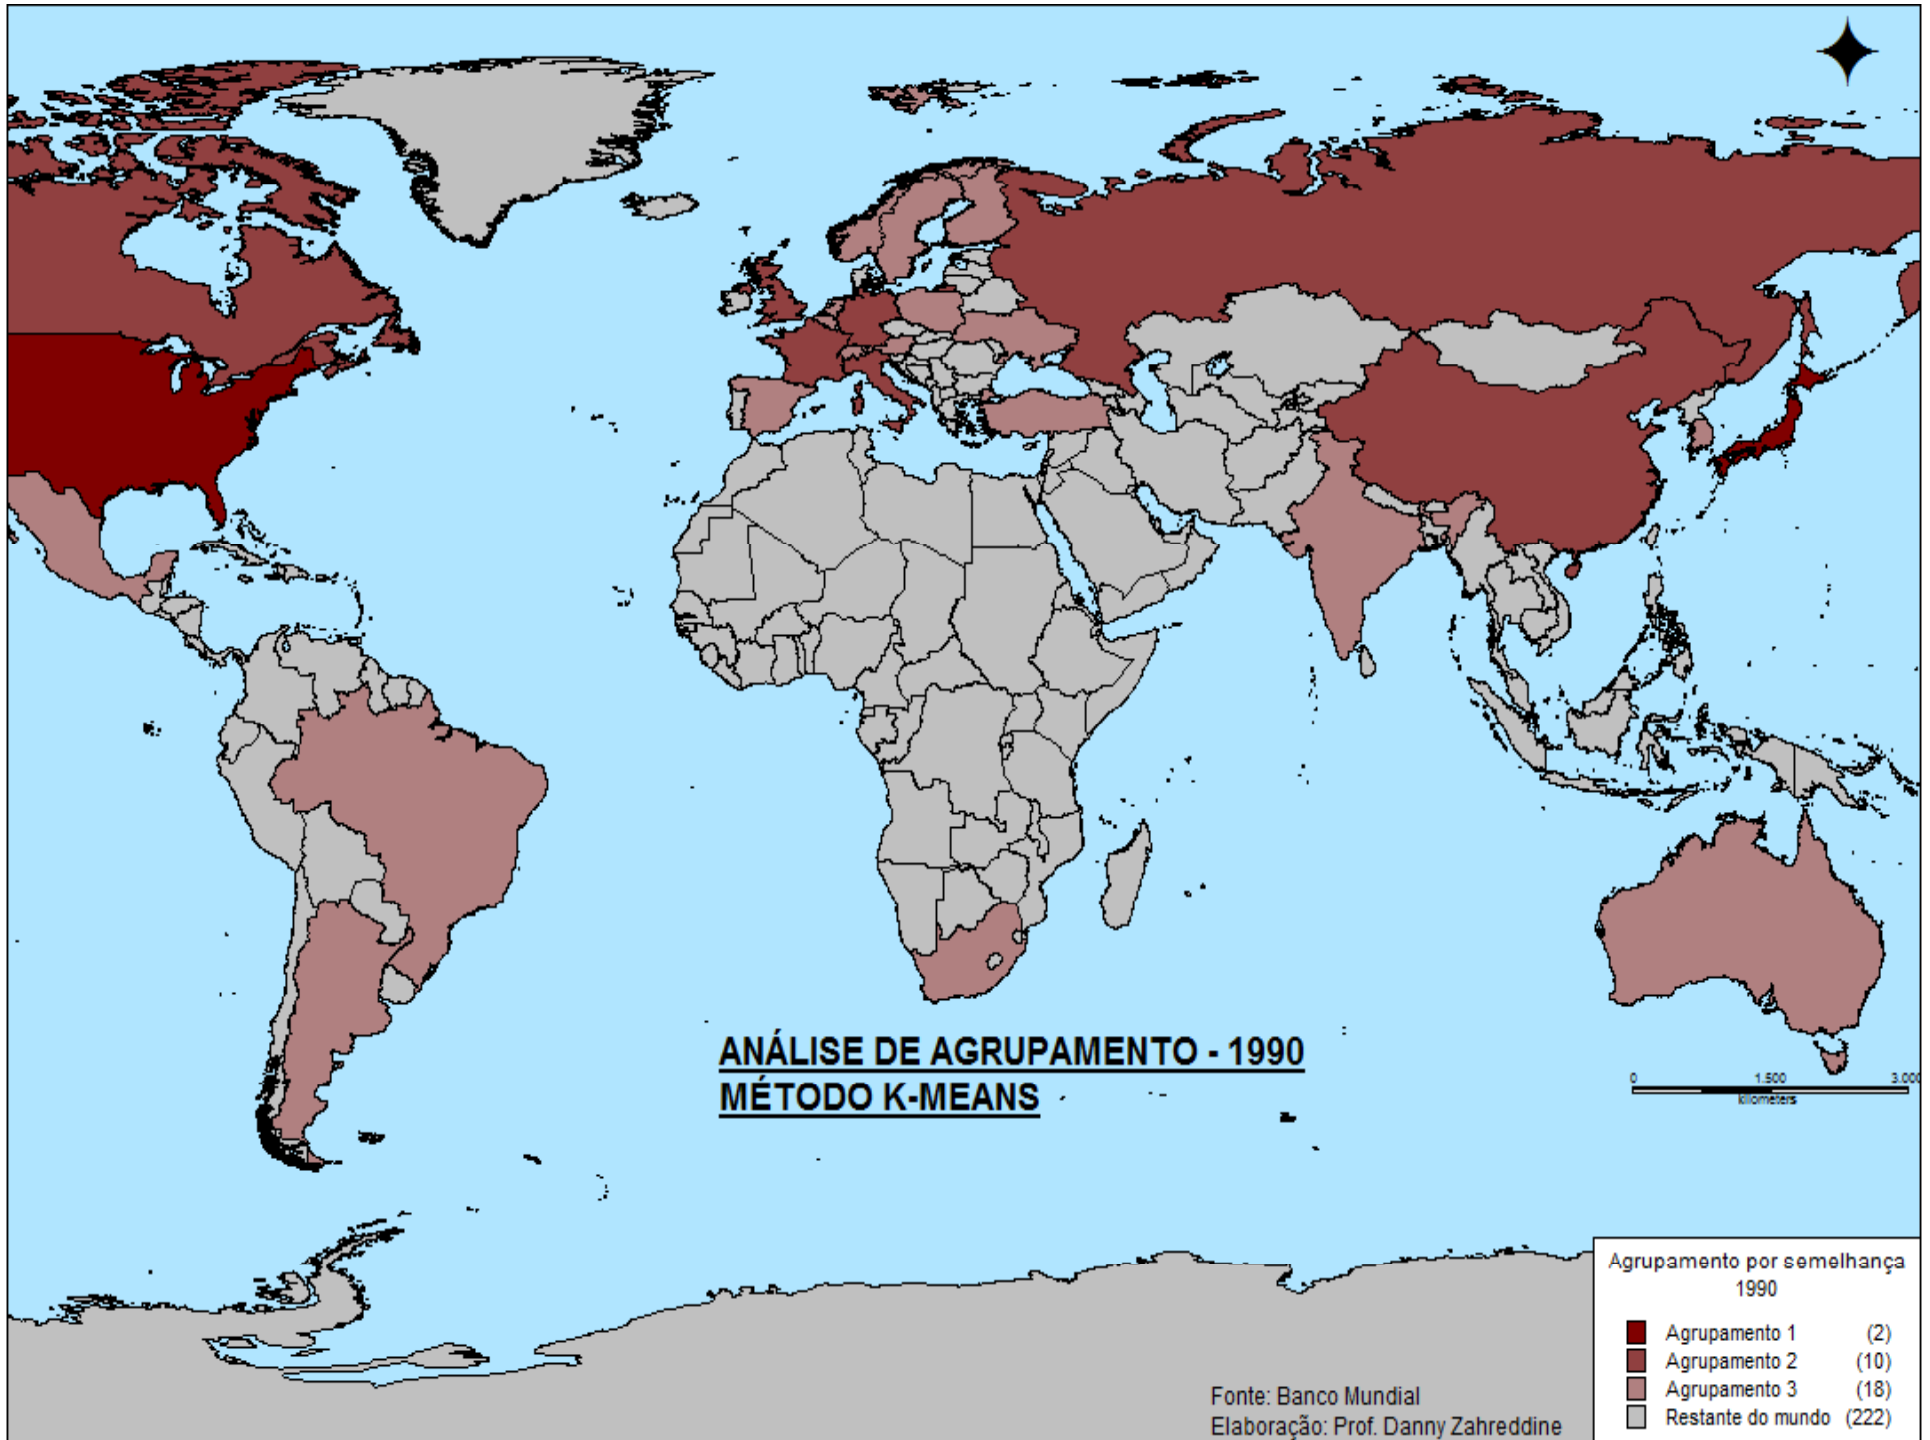 ANÁLISE DE AGRUPAMENTO - 1990
MÉTODO K-MEANS
0 1.500 3.000
kilometers
Agrupamento por semelhança
1990
Agrupamento 1 (2)
Agrupamento 2 (10)
Agrupamento 3 (18)
Restante do mundo (222)
Fonte: Banco Mundial
Elaboração: Prof. Danny Zahreddine